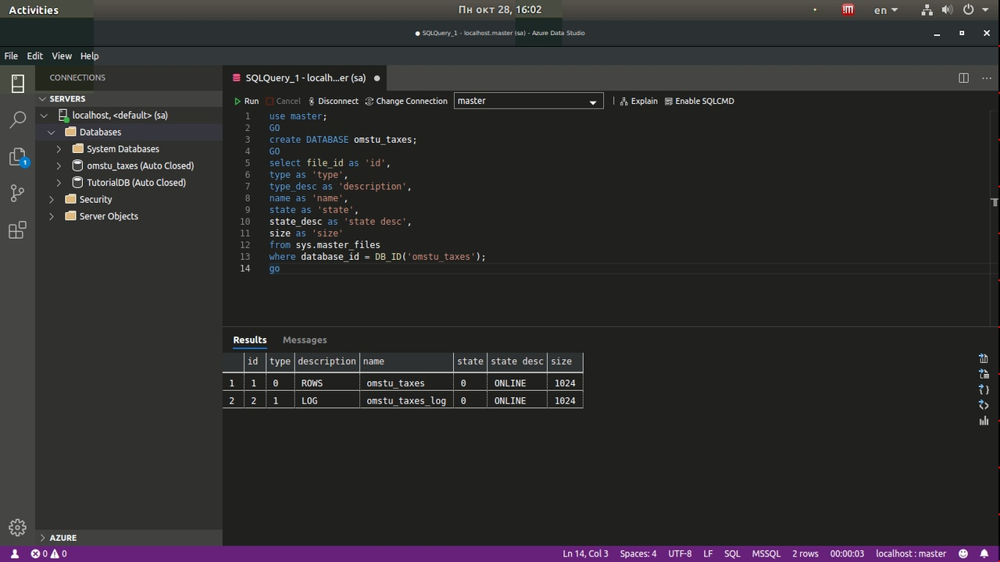 Activities
Пн окт 28, 16:02
!m
en
● SQLQuery_1 - localhost.master (sa) - Azure Data Studio
File Edit View Help
CONNECTIONS
SQLQuery_1 - localh...er (sa) ●
SERVERS
Run Cancel Disconnect Change Connection master Explain Enable SQLCMD
localhost, <default> (sa)
Databases
System Databases
omstu_taxes (Auto Closed)
TutorialDB (Auto Closed)
Security
Server Objects
1
1 use master;
2 GO
3 create DATABASE omstu_taxes;
4 GO
5 select file_id as 'id',
6 type as 'type',
7 type_desc as 'description',
8 name as 'name',
9 state as 'state',
10 state_desc as 'state desc',
11 size as 'size'
12 from sys.master_files
13 where database_id = DB_ID('omstu_taxes');
14 go
Results Messages
id type description name state state desc size
1 1 0 ROWS omstu_taxes 0 ONLINE 1024
2 2 1 LOG omstu_taxes_log 0 ONLINE 1024
AZURE
0 0 Ln 14, Col 3 Spaces: 4 UTF-8 LF SQL MSSQL 2 rows 00:00:03 localhost : master